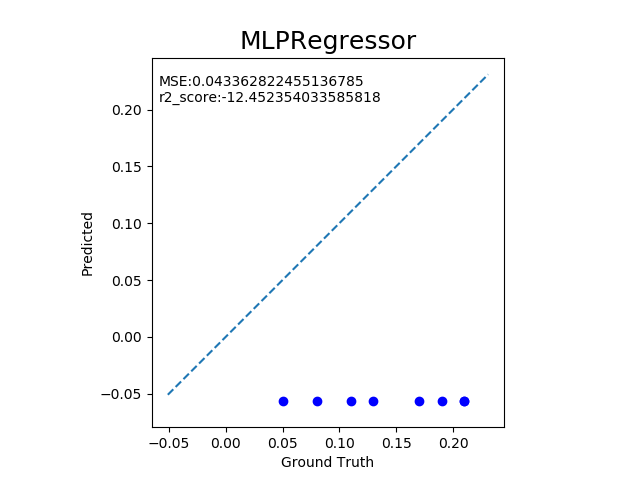 MLPRegressor
MSE:0.043362822455136785
r2_score:-12.452354033585818
0.20
0.15
0.10
0.05
0.00
−0.05
Predicted
−0.05 0.00 0.05 0.10 0.15 0.20
Ground Truth